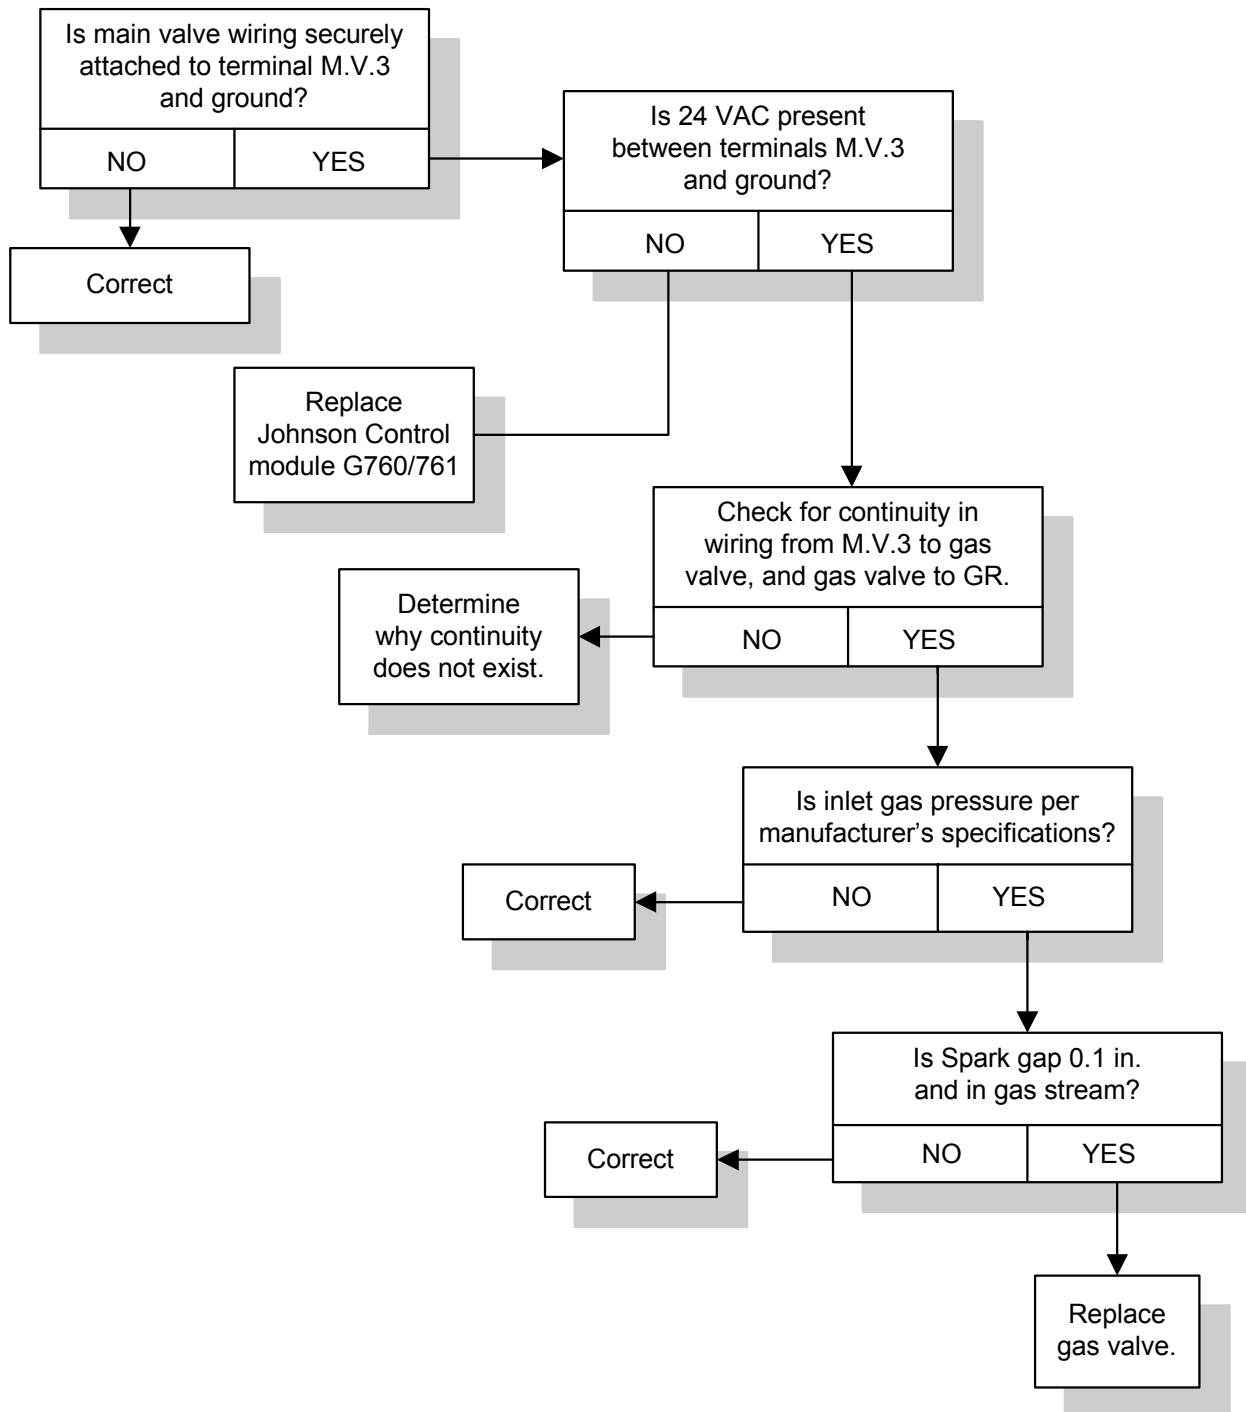 Is main valve wiring securely
attached to terminal M.V.3
and ground?
NO
YES
Correct
Is 24 VAC present
between terminals M.V.3
and ground?
NO
YES
Replace
Johnson Control
module G760/761
Check for continuity in
wiring from M.V.3 to gas
valve, and gas valve to GR.
NO
YES
Determine
why continuity
does not exist.
Is inlet gas pressure per
manufacturer’s specifications?
NO
YES
Correct
Is Spark gap 0.1 in.
and in gas stream?
NO
YES
Correct
Replace
gas valve.